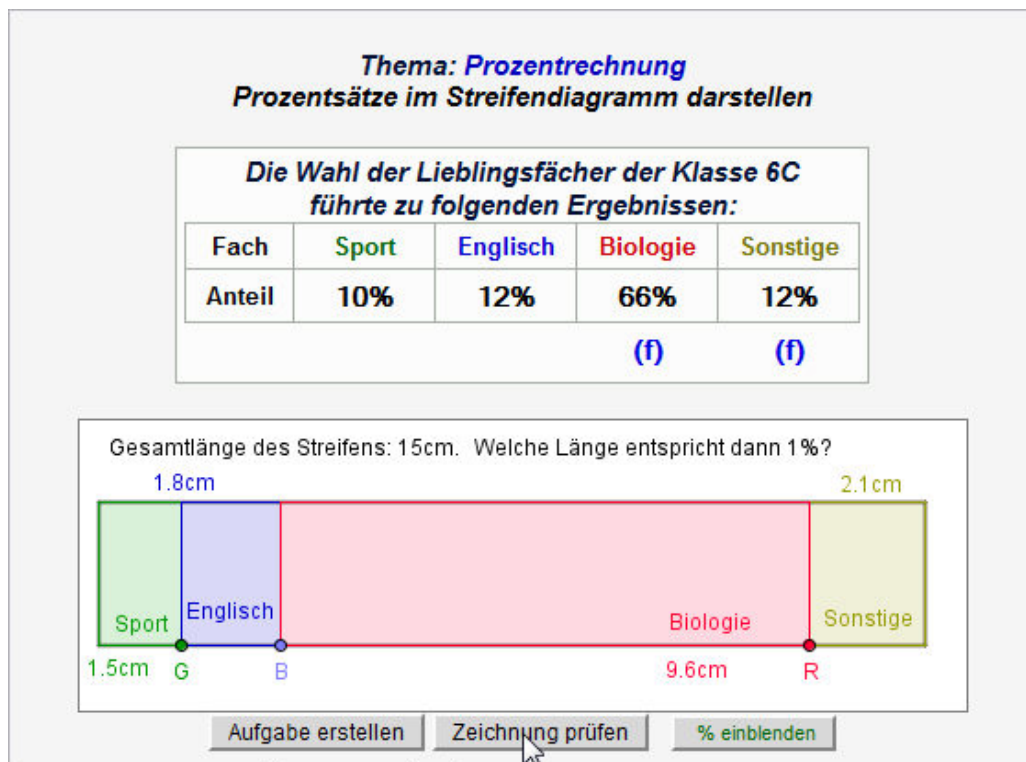 Thema: Prozentrechnung
Prozentsätze im Streifendiagramm darstellen
Die Wahl der Lieblingsfächer der Klasse 6C
führte zu folgenden Ergebnissen:
Fach Sport Englisch Biologie Sonstige
Anteil 10% 12% 66% 12%
(f) (f)
Gesamtlänge des Streifens: 15cm. Welche Länge entspricht dann 1%?
1.8cm 2.1cm
Sport Englisch Biologie Sonstige
1.5cm G B 9.6cm R
Aufgabe erstellen Zeichnung prüfen % einblenden